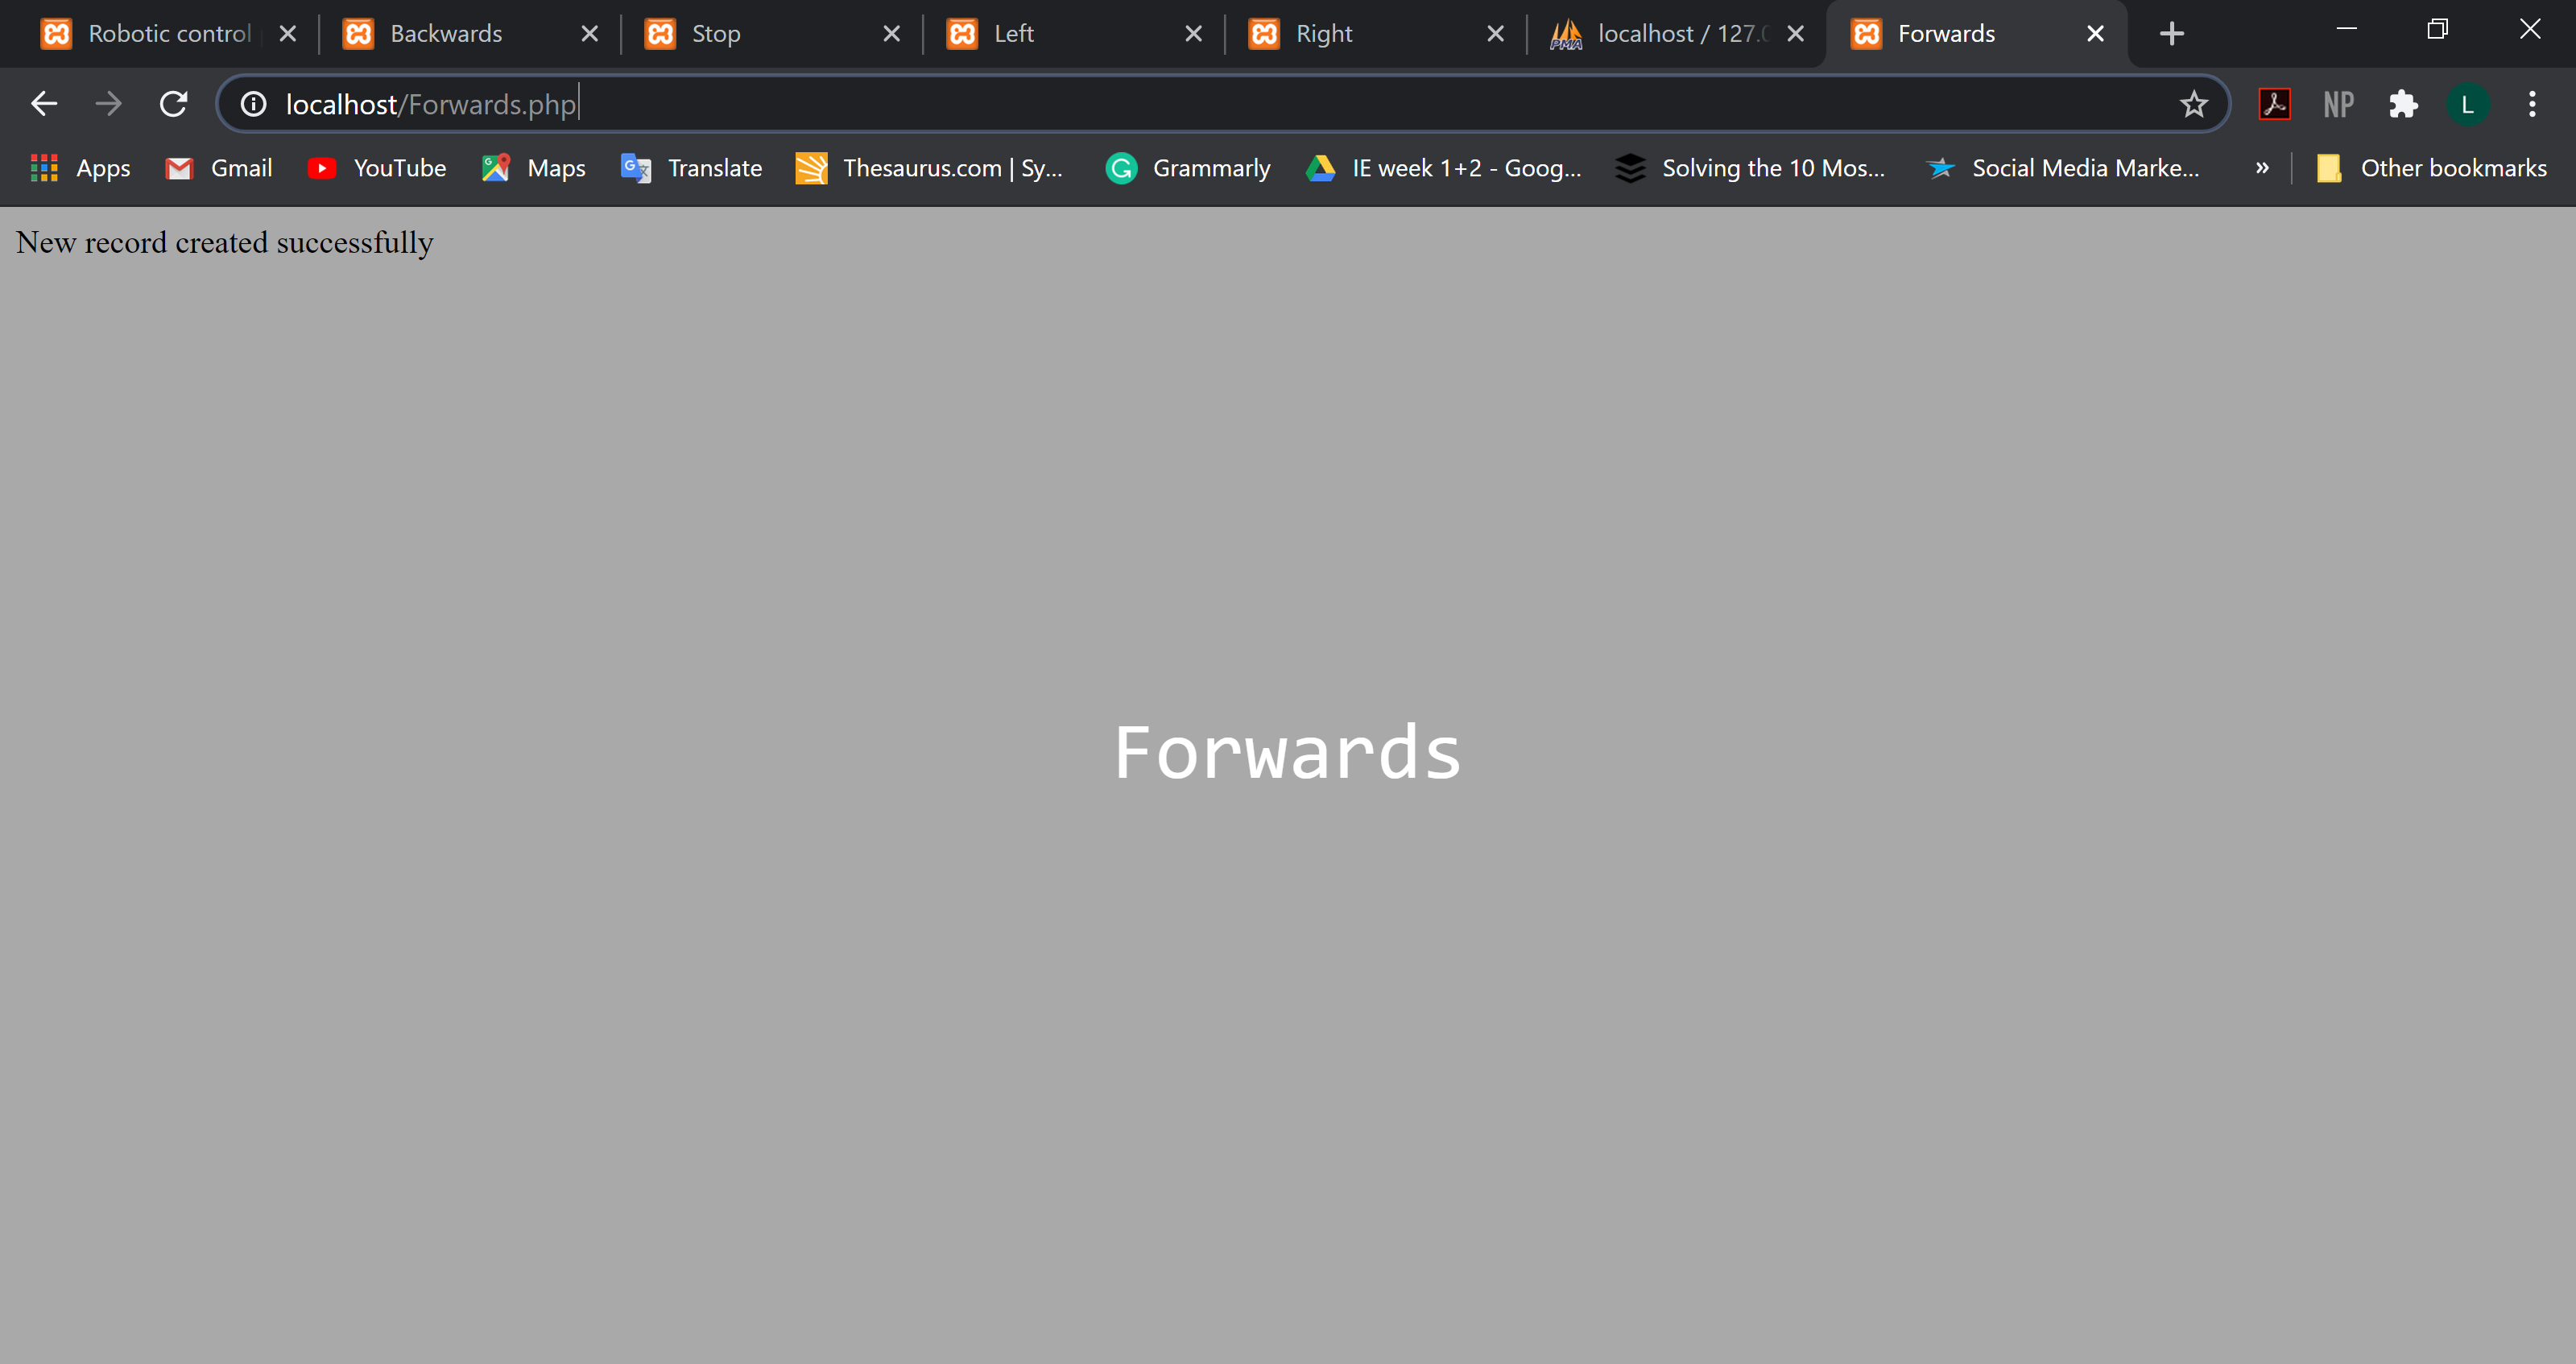 Robotic control
Backwards
Stop
Left
Right
PMA
localhost / 127.0
Forwards
localhost/Forwards.php
NP
L
Apps
Gmail
YouTube
Maps
Translate
Thesaurus.com | Sy...
Grammarly
IE week 1+2 - Goog...
Solving the 10 Mos...
Social Media Marke...
»
Other bookmarks
New record created successfully
Forwards